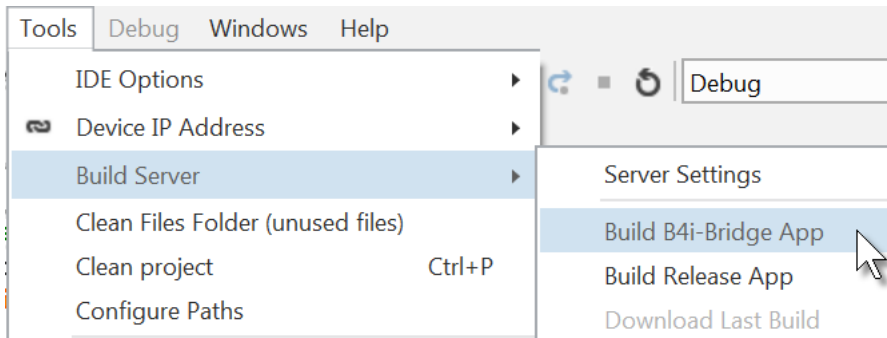 Tools Debug Windows Help
IDE Options
Debug
Device IP Address
Build Server
Server Settings
Clean Files Folder (unused files)
Build B4i-Bridge App
Clean project Ctrl+P
Build Release App
Configure Paths
Download Last Build